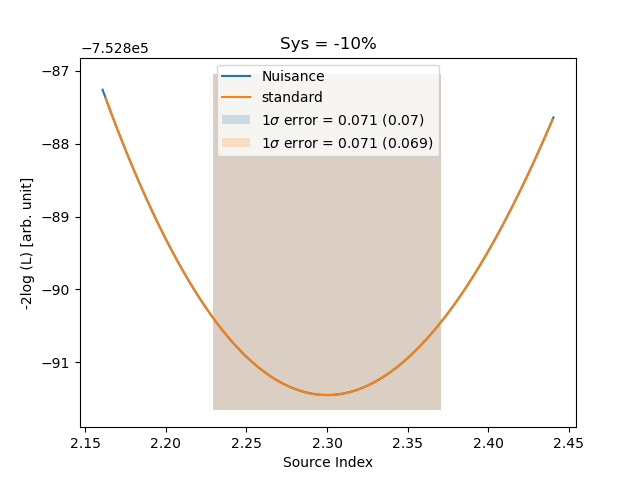 Sys = -10%
−7.528e5
Nuisance
standard
1σ error = 0.071 (0.07)
1σ error = 0.071 (0.069)
−87
−88
−89
−90
−91
-2log (L) [arb. unit]
2.15 2.20 2.25 2.30 2.35 2.40 2.45
Source Index